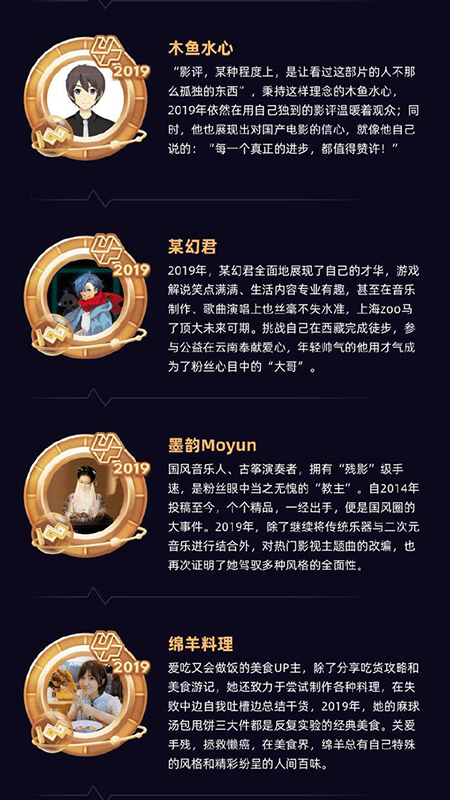 2019
木鱼水心
“影评，某种程度上，是让看过这部片的人不那
么孤独的东西”，秉持这样理念的木鱼水心，
2019年依然在用自己独到的影评温暖着观众；同
时，他也展现出对国产电影的信心，就像他自己
说的：“每一个真正的进步，都值得赞许！”
100
2019
某幻君
2019年，某幻君全面地展现了自己的才华，游戏
解说笑点满满、生活内容专业有趣，甚至在音乐
制作、歌曲演唱上也丝毫不失水准，上海zoo马
了顶大未来可期。挑战自己在西藏完成徒步，参
与公益在云南奉献爱心，年轻帅气的他用才气成
为了粉丝心目中的“大哥”。
100
2019
墨韵Moyun
国风音乐人、古筝演奏者，拥有“残影”级手
速，是粉丝眼中当之无愧的“教主”。自2014年
投稿至今，个个精品，一经出手，便是国风圈的
大事件。2019年，除了继续将传统乐器与二次元
音乐进行结合外，对热门影视主题曲的改编，也
再次证明了她驾驭多种风格的全面性。
100
2019
绵羊料理
爱吃又会做饭的美食UP主，除了分享吃货攻略和
美食游记，她还致力于尝试制作各种料理，在失
败中边自我吐槽边总结干货，2019年，她的麻球
汤包甩饼三大件都是反复实验的经典美食。关爱
手残，拯救懒癌，在美食界，绵羊总有自己特殊
的风格和精彩纷呈的人间百味。
100